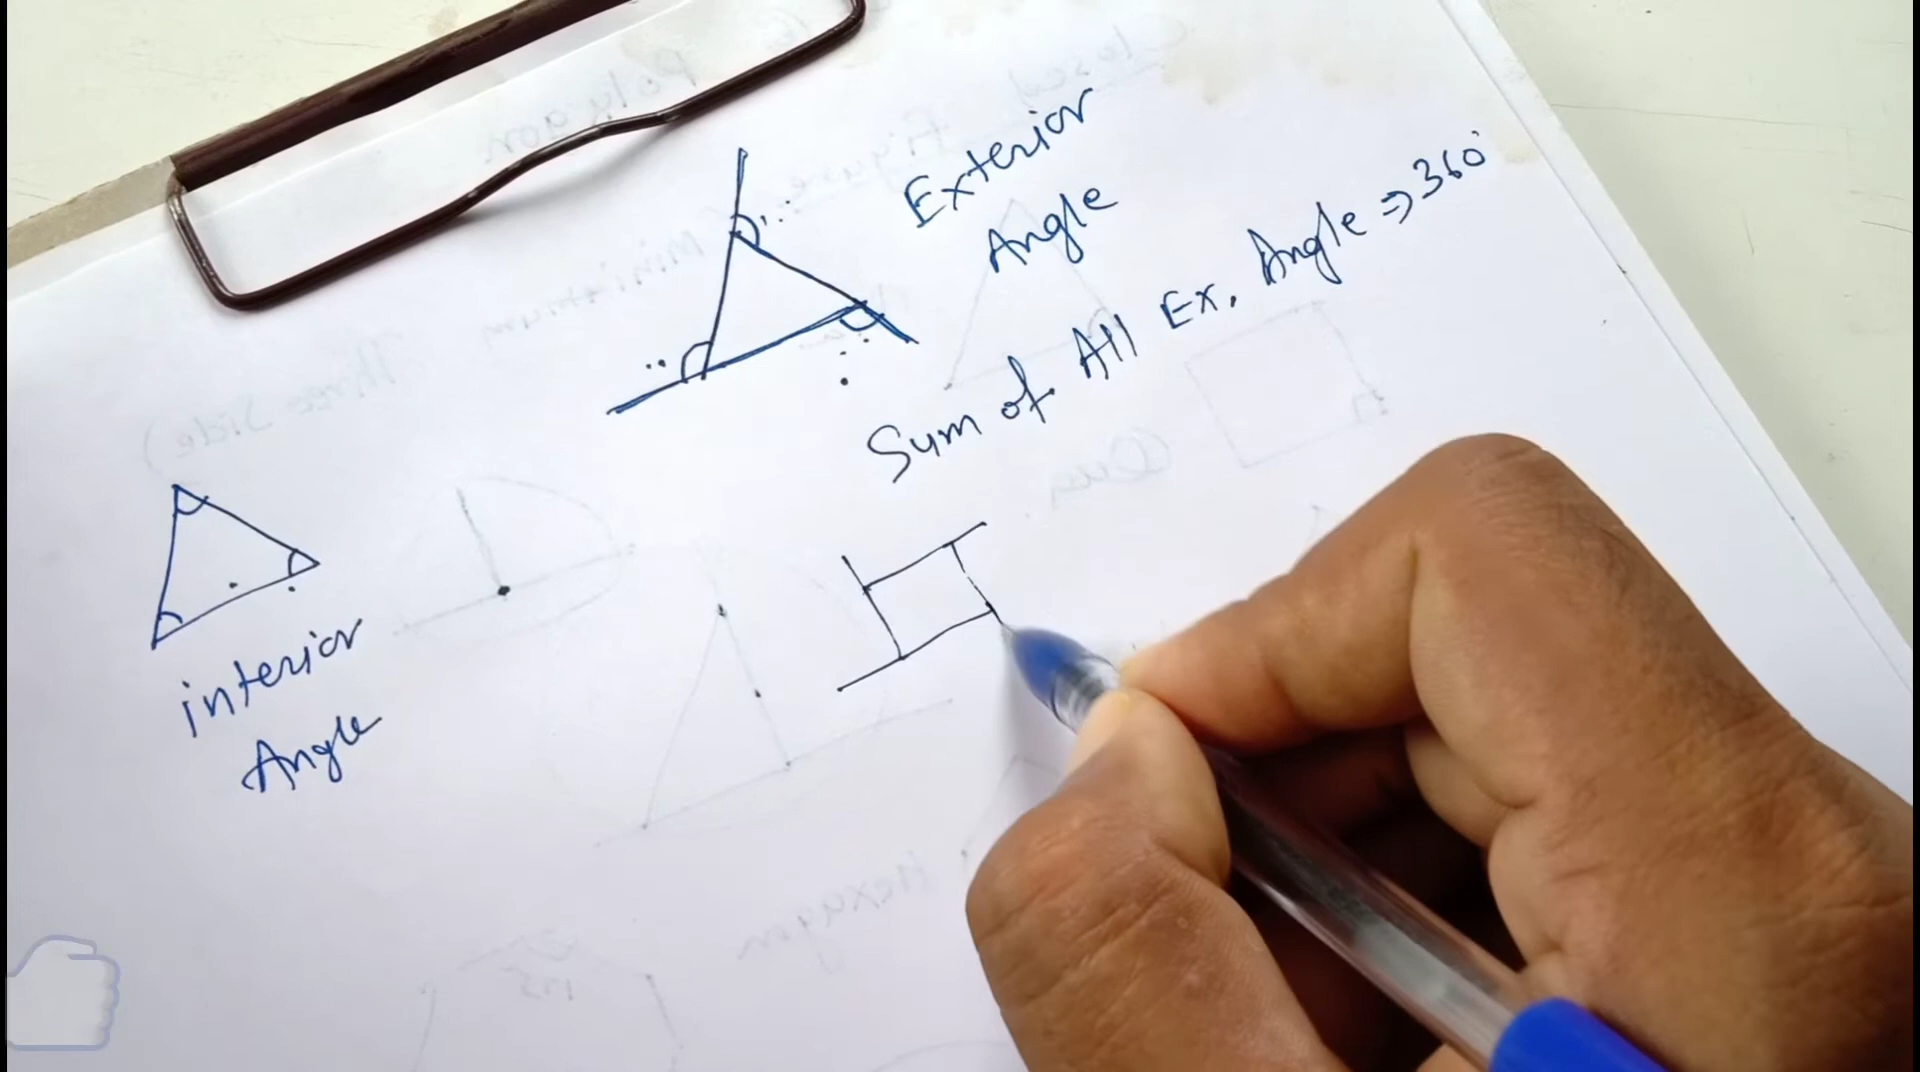 Exterior
Angle
Sum of All Ex. Angle ⇒ 360°
interior
Angle